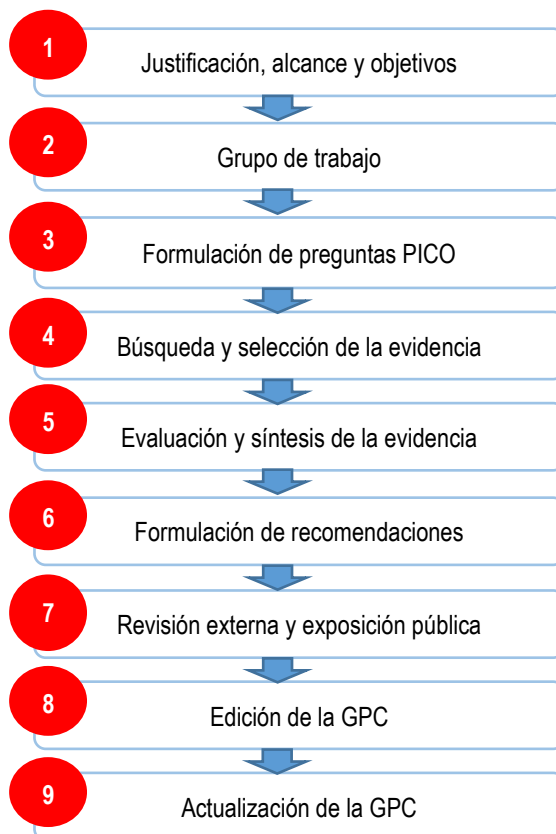 1
Justificación, alcance y objetivos
2
Grupo de trabajo
3
Formulación de preguntas PICO
4
Búsqueda y selección de la evidencia
5
Evaluación y síntesis de la evidencia
6
Formulación de recomendaciones
7
Revisión externa y exposición pública
8
Edición de la GPC
9
Actualización de la GPC